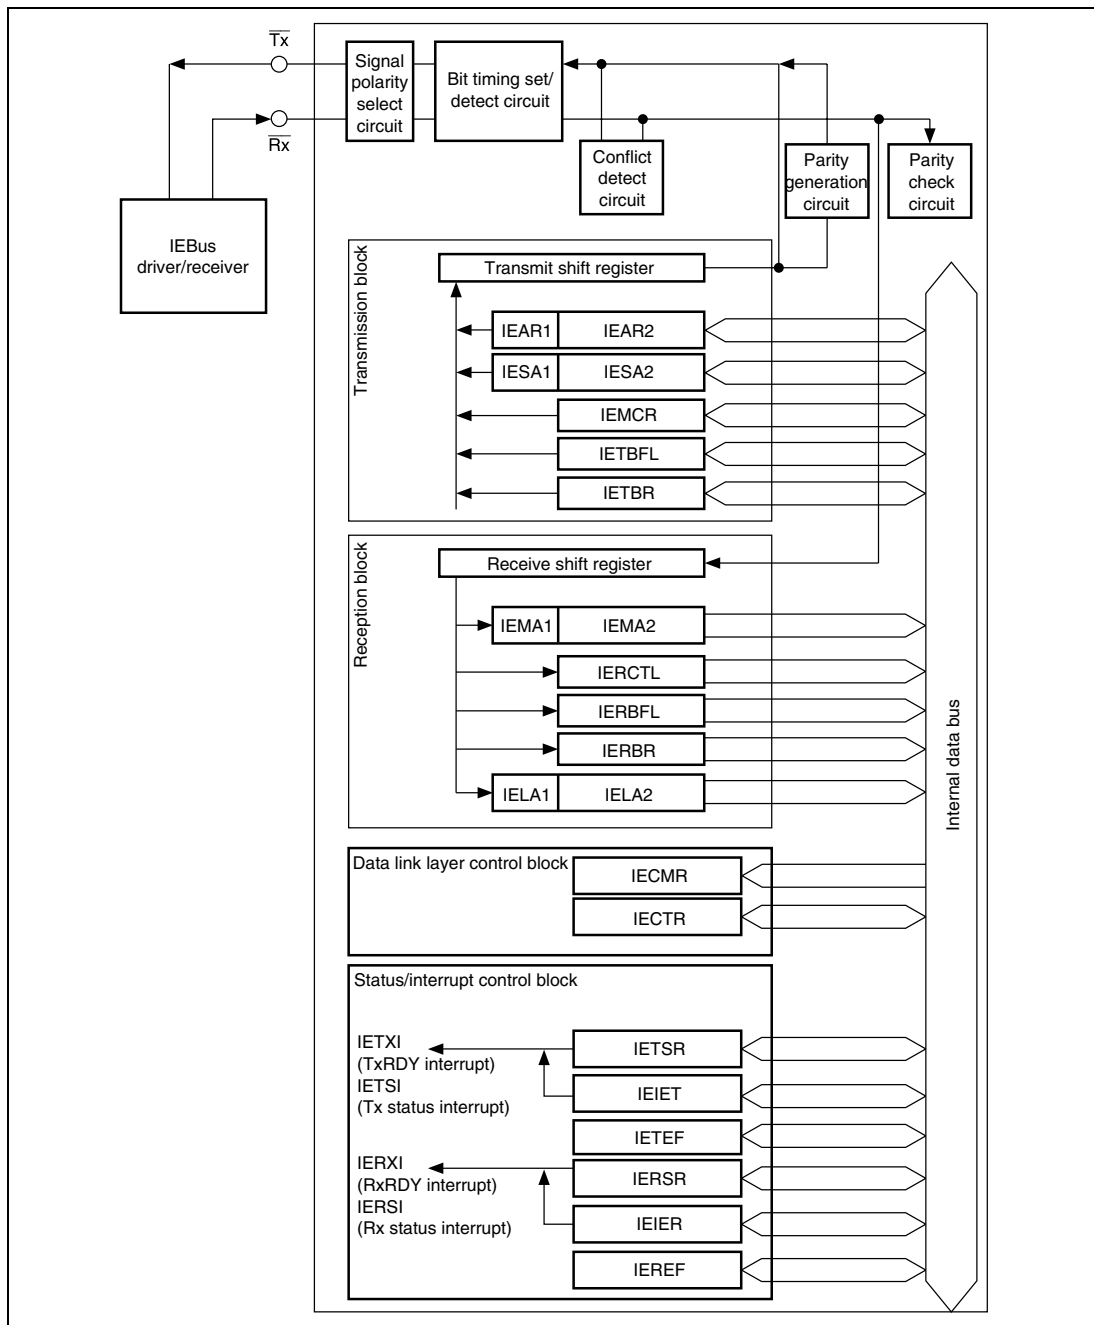 Tx
Rx
Signal
polarity
select
circuit
Bit timing set/
detect circuit
Conflict
detect
circuit
Parity
generation
circuit
Parity
check
circuit
IEBus
driver/receiver
Transmission block
Transmit shift register
IEAR1 IEAR2
IESA1 IESA2
IEMCR
IETBFL
IETBR
Reception block
Receive shift register
IEMA1 IEMA2
IERCTL
IERBFL
IERBR
IELA1 IELA2
Internal data bus
Data link layer control block
IECMR
IECTR
Status/interrupt control block
IETXI
(TxRDY interrupt)
IETSI
(Tx status interrupt)
IETSR
IEIET
IETEF
IERXI
(RxRDY interrupt)
IERSI
(Rx status interrupt)
IERSR
IEIER
IEREF